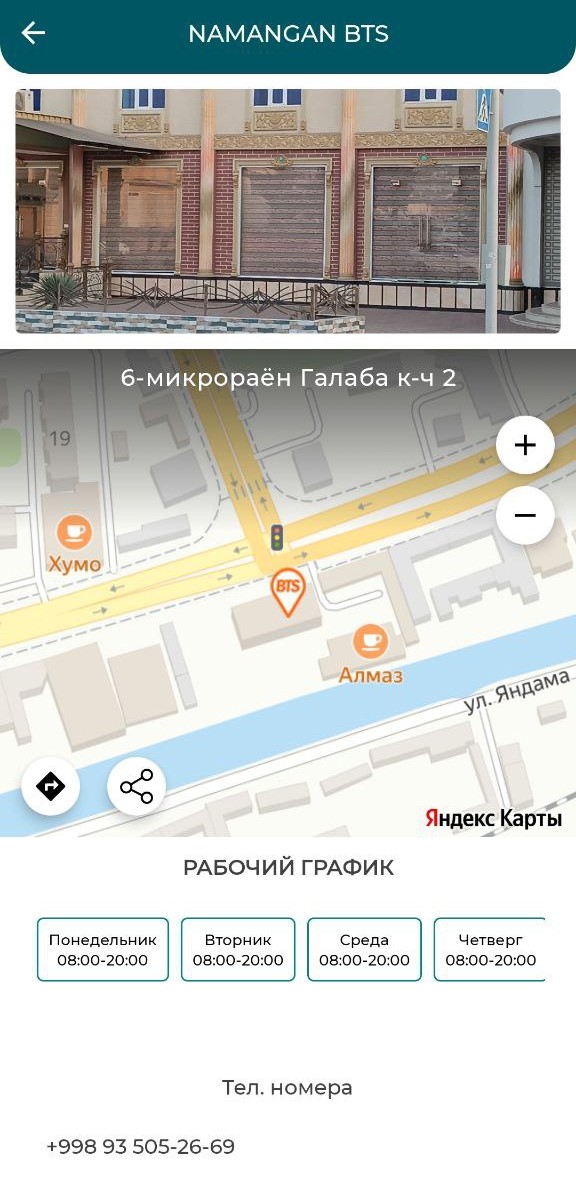 NAMANGAN BTS
6-микрораён Галаба к-ч 2
19
Хумо
BTS
Алмаз
ул. Яндама
Яндекс Карты
РАБОЧИЙ ГРАФИК
Понедельник
08:00-20:00
Вторник
08:00-20:00
Среда
08:00-20:00
Четверг
08:00-20:00
Тел. номера
+998 93 505-26-69